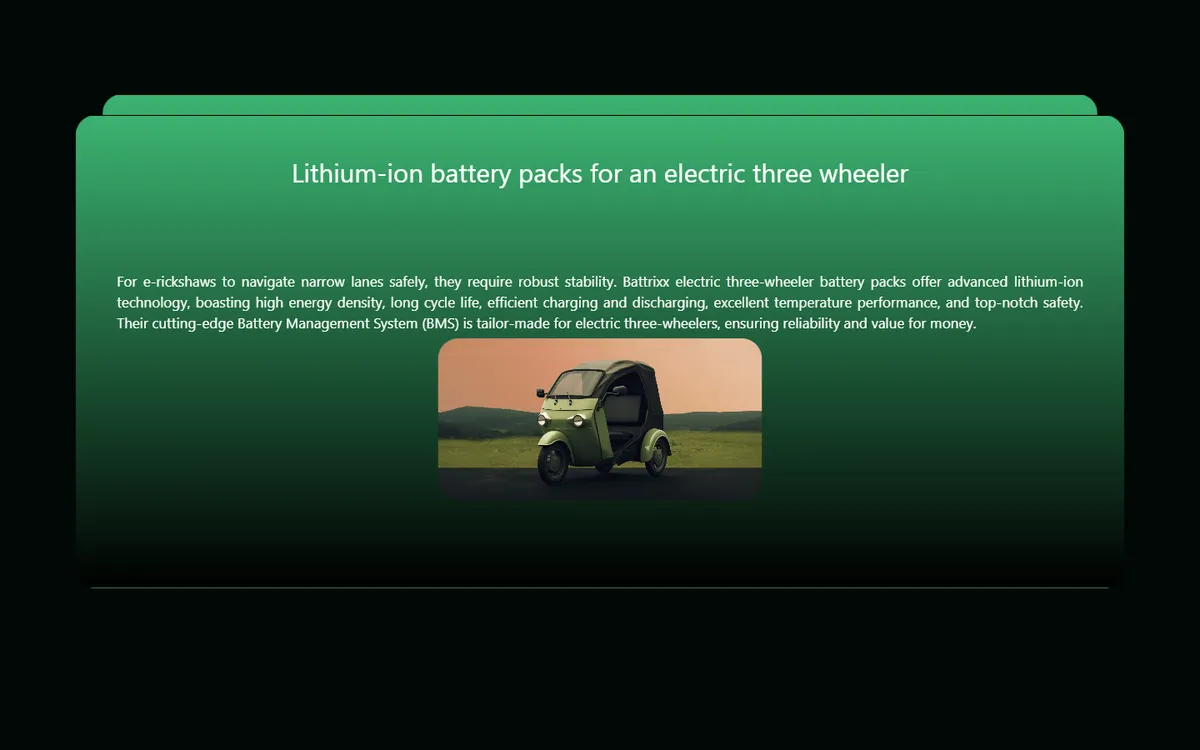 Lithium-ion battery packs for an electric three wheeler
For e-rickshaws to navigate narrow lanes safely, they require robust stability. Battrixx electric three-wheeler battery packs offer advanced lithium-ion
technology, boasting high energy density, long cycle life, efficient charging and discharging, excellent temperature performance, and top-notch safety.
Their cutting-edge Battery Management System (BMS) is tailor-made for electric three-wheelers, ensuring reliability and value for money.